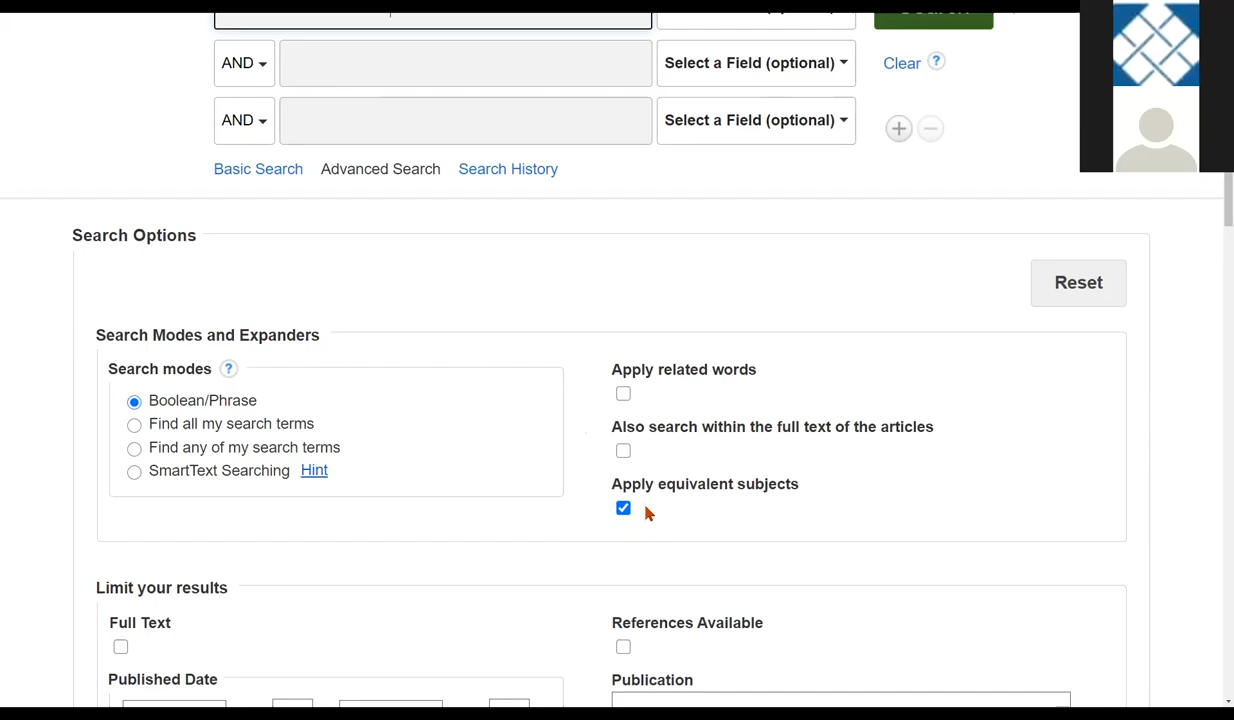 AND Select a Field (optional) Clear ?
AND Select a Field (optional)
Basic Search Advanced Search Search History
Search Options
Reset
Search Modes and Expanders
Search modes ?
Boolean/Phrase
Find all my search terms
Find any of my search terms
SmartText Searching Hint
Apply related words
Also search within the full text of the articles
Apply equivalent subjects
Limit your results
Full Text
References Available
Published Date
Publication